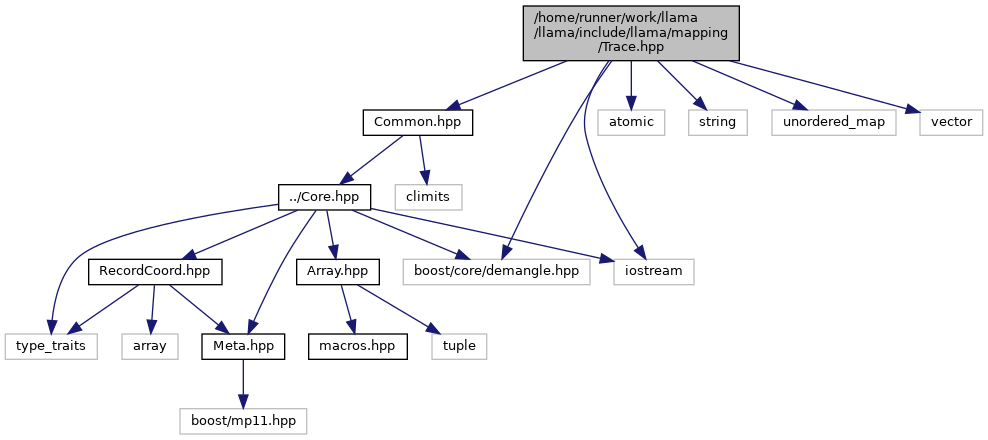 /home/runner/work/llama
/llama/include/llama/mapping
/Trace.hpp
Common.hpp
atomic
string
unordered_map
vector
../Core.hpp
climits
RecordCoord.hpp
Array.hpp
boost/core/demangle.hpp
iostream
type_traits
array
Meta.hpp
macros.hpp
tuple
boost/mp11.hpp